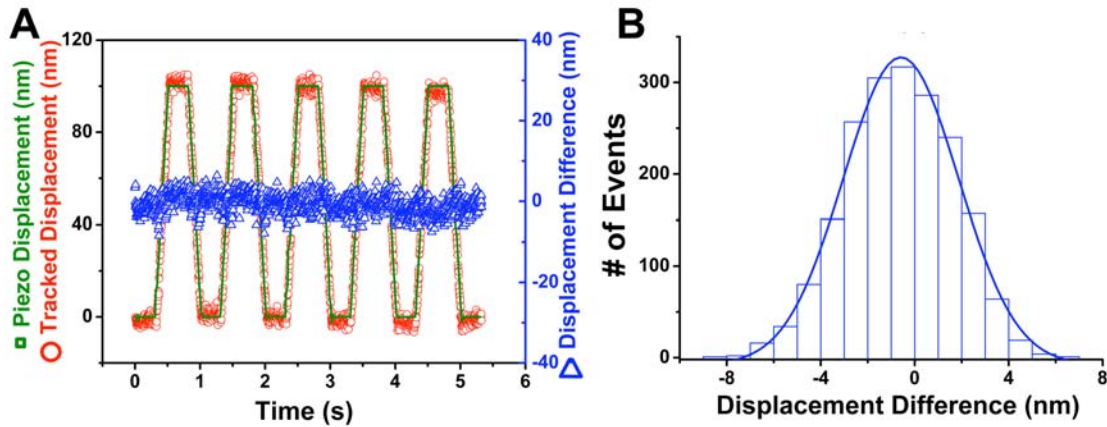 A
Piezo Displacement (nm)
Tracked Displacement (nm)
120
80
40
0
0 1 2 3 4 5 6
Time (s)
40
20
0
-20
-40
Displacement Difference (nm)
B
# of Events
300
200
100
0
-8 -4 0 4 8
Displacement Difference (nm)